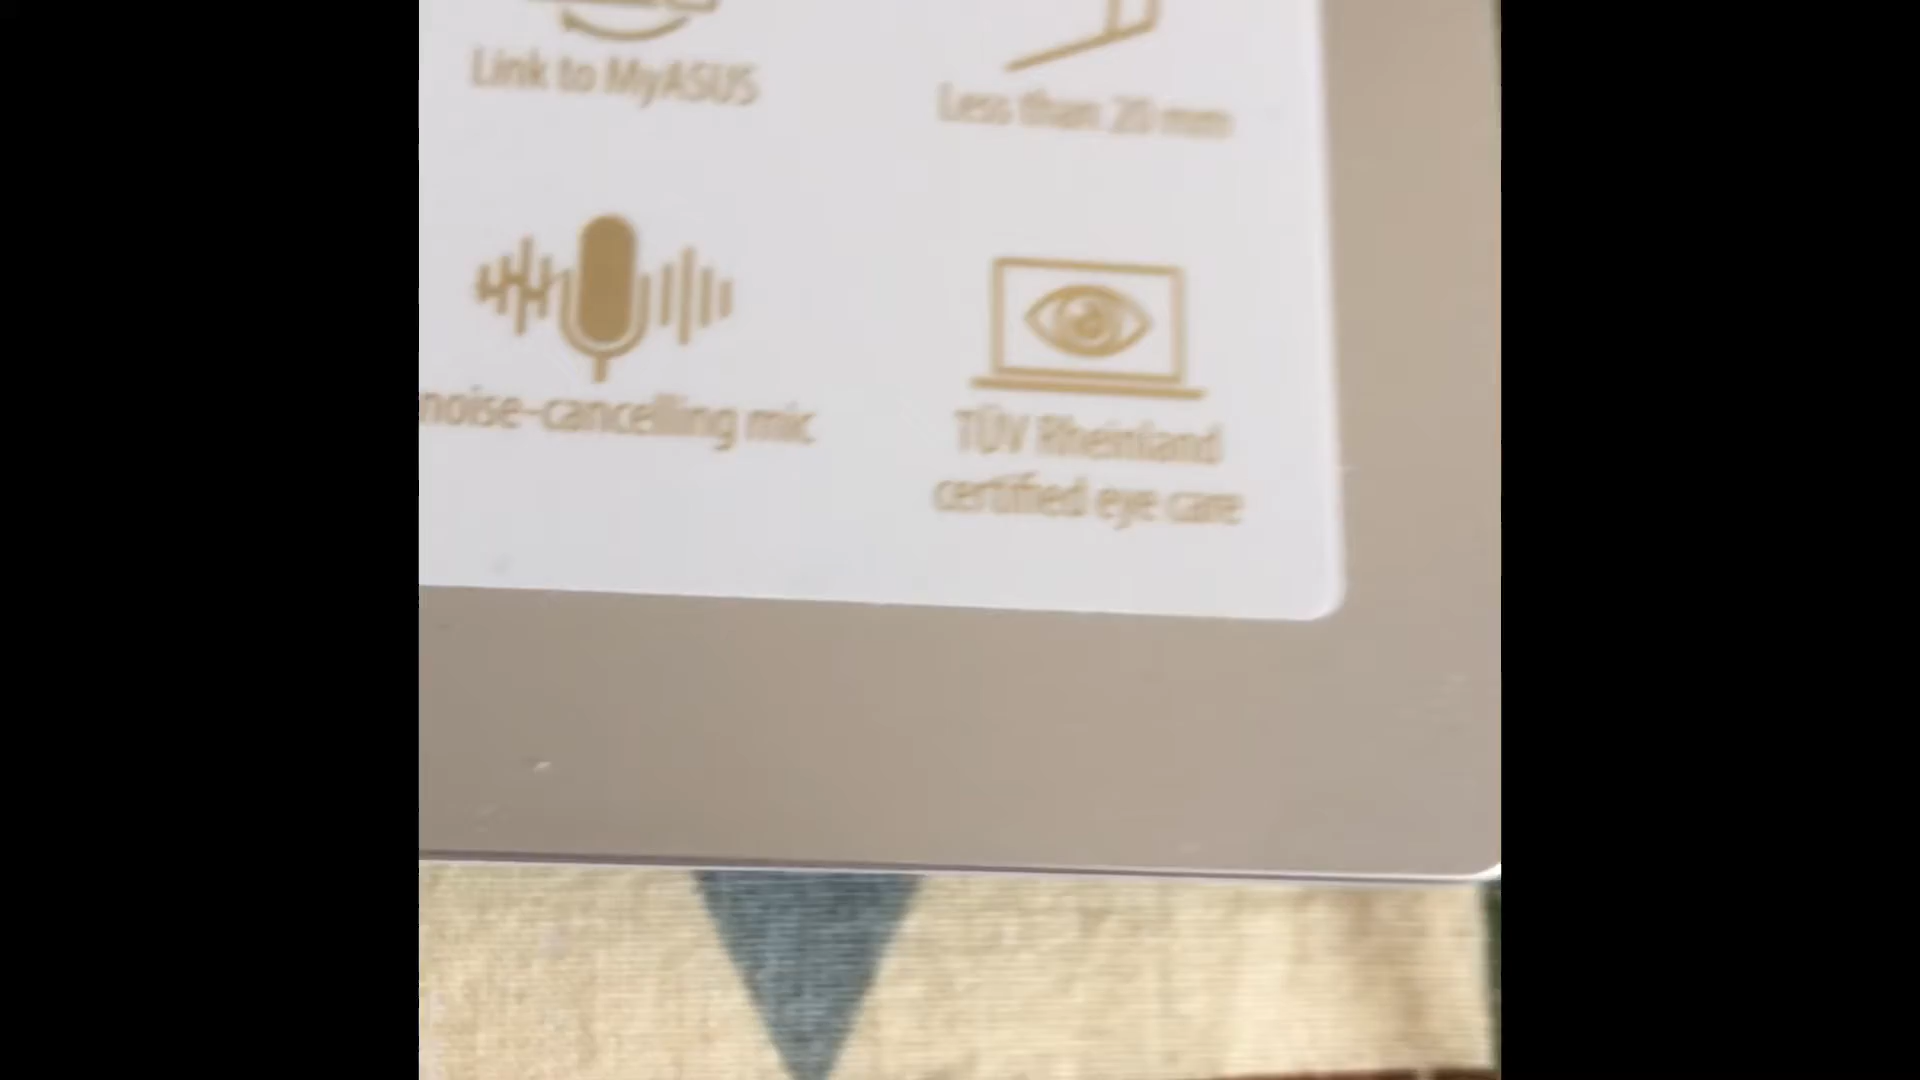 Link to MyASUS
Less than 20 mm
noise-cancelling mic
TÜV Rheinland
certified eye care